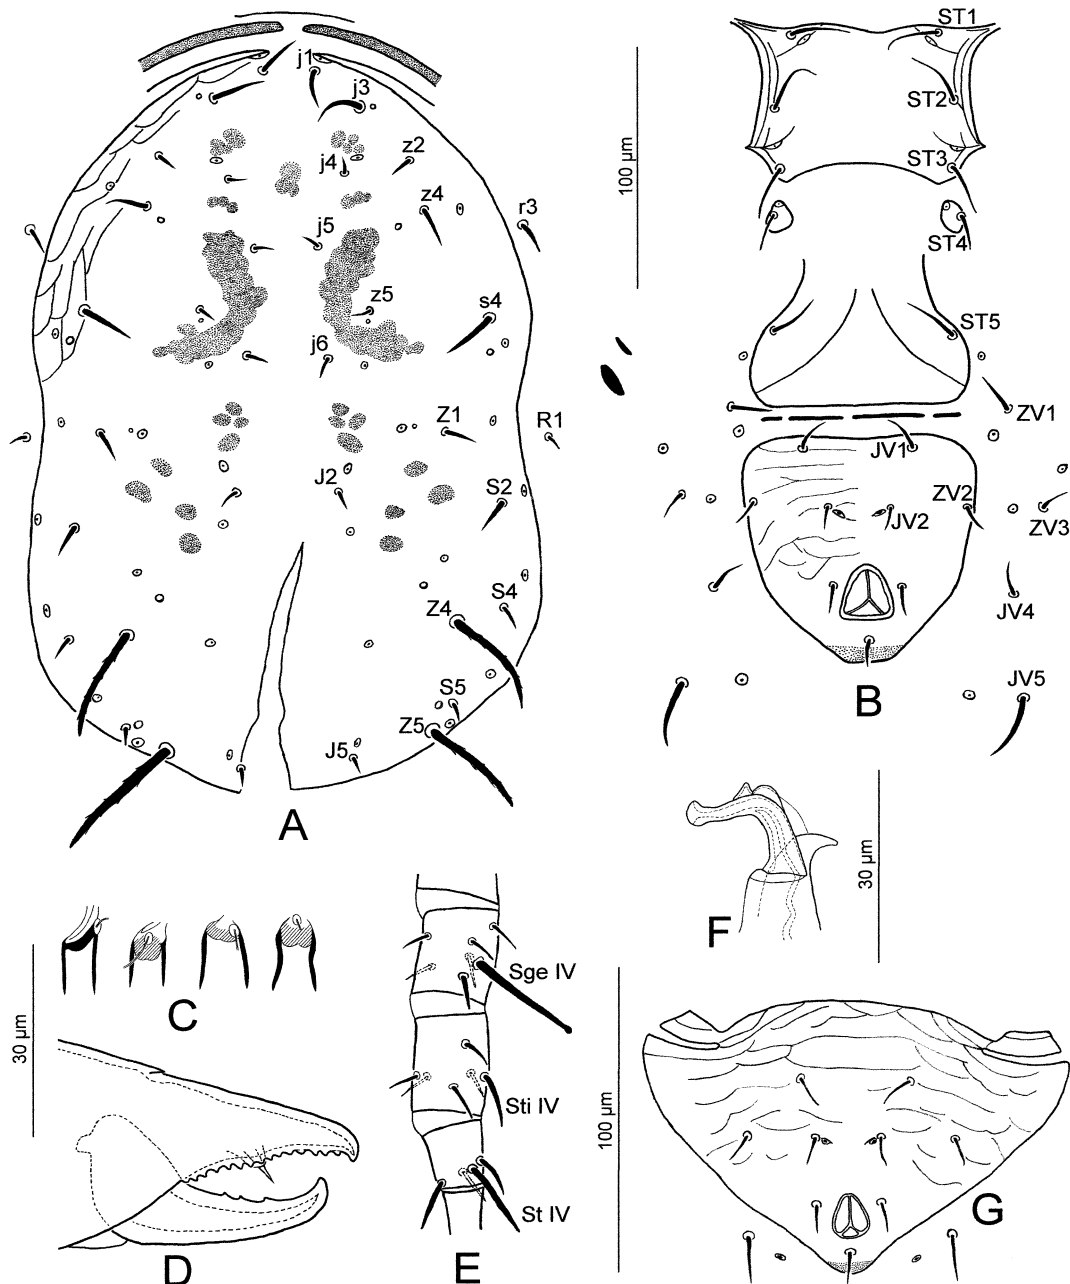 j1
j3
j4
z2
z4
r3
j5
z5
s4
j6
Z1
R1
J2
S2
S4
Z4
S5
Z5
J5
A
100 µm
ST1
ST2
ST3
ST4
ST5
ZV1
JV1
ZV2
JV2
ZV3
JV4
JV5
B
30 µm
C
D
Sge IV
Sti IV
St IV
E
F
30 µm
100 µm
G